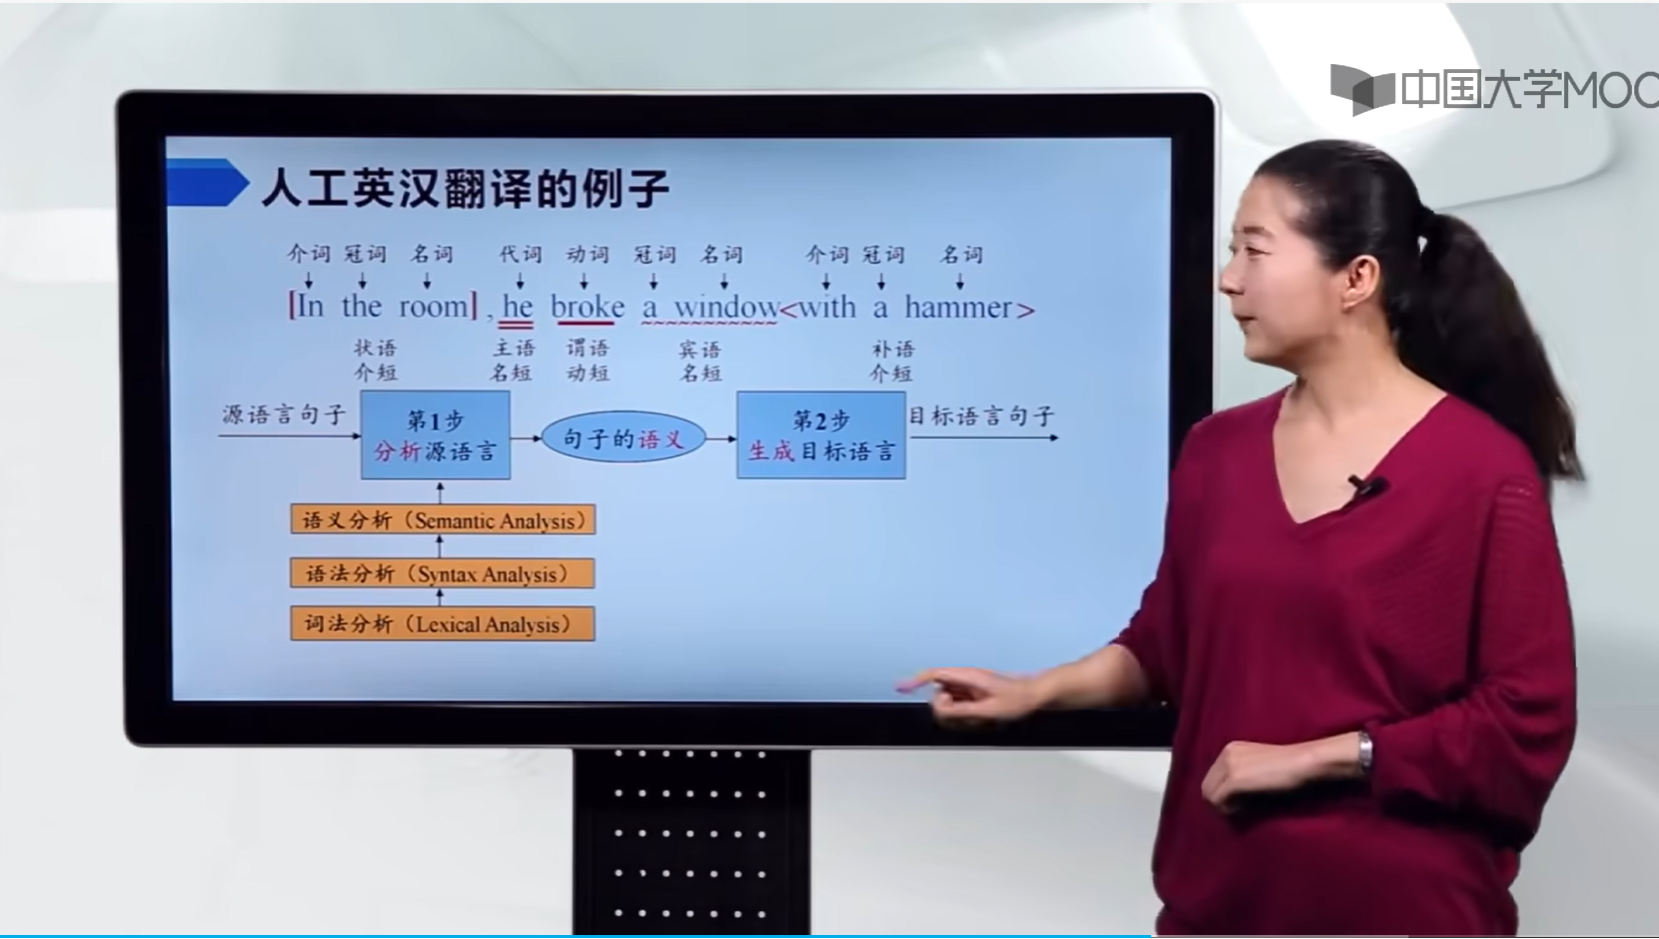 中国大学MOO
人工英汉翻译的例子
介词 冠词 名词 代词 动词 冠词 名词 介词 冠词 名词
[In the room], he broke a window<with a hammer>
状语 主语 谓语 宾语 补语
介短 名短 动短 名短 介短
源语言句子
第1步
分析源语言
句子的语义
第2步
生成目标语言
目标语言句子
语义分析（Semantic Analysis）
语法分析（Syntax Analysis）
词法分析（Lexical Analysis）